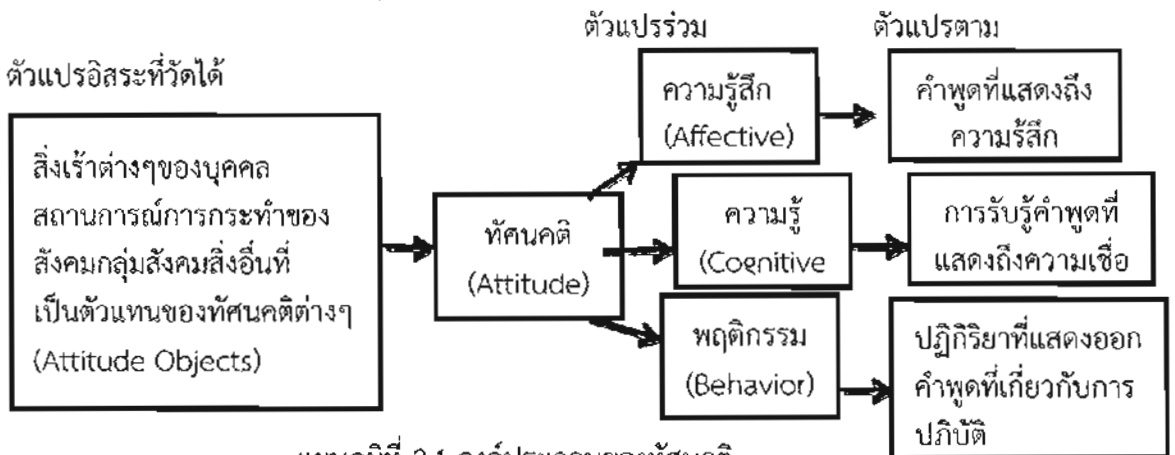 ตัวแปรร่วม
ตัวแปรตาม
ตัวแปรอิสระที่วัดได้
สิ่งเร้าต่างๆของบุคคล
สถานการณ์การกระทำของ
สังคมกลุ่มสังคมสิ่งอื่นที่
เป็นตัวแทนของทัศนคติต่างๆ
(Attitude Objects)
ทัศนคติ
(Attitude)
ความรู้สึก
(Affective)
คำพูดที่แสดงถึง
ความรู้สึก
ความรู้
(Cognitive
การรับรู้คำพูดที่
แสดงถึงความเชื่อ
พฤติกรรม
(Behavior)
ปฏิกิริยาที่แสดงออก
คำพูดที่เกี่ยวกับการ
ปฏิบัติ